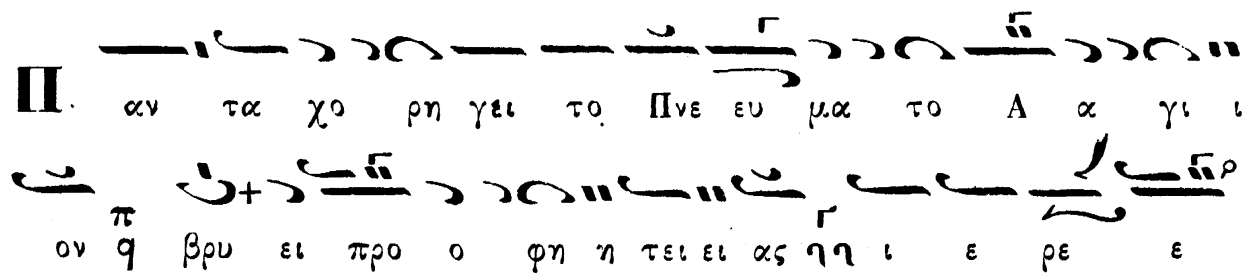 Π. αν τα χο ρη γει το Πνε ευ μα το Α α γι ι
ον π q βρυ ει προ ο φη η τει ει ας ηη ι ε ρε ε